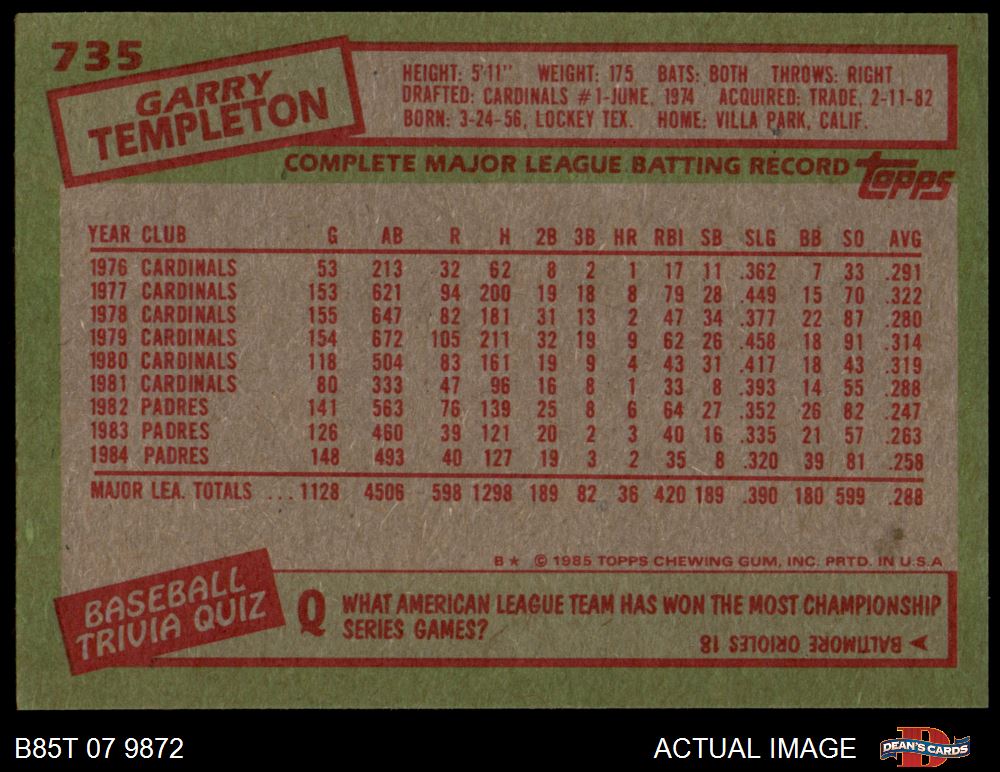 735
GARRY
TEMPLETON
HEIGHT: 5'11" WEIGHT: 175 BATS: BOTH THROWS: RIGHT
DRAFTED: CARDINALS #1-JUNE, 1974 ACQUIRED: TRADE, 2-11-82
BORN: 3-24-56, LOCKEY TEX. HOME: VILLA PARK, CALIF.
COMPLETE MAJOR LEAGUE BATTING RECORD
Topps
YEAR CLUB G AB R H 2B 3B HR RBI SB SLG BB SO AVG
1976 CARDINALS 53 213 32 62 8 2 1 17 11 .362 7 33 .291
1977 CARDINALS 153 621 94 200 19 18 8 79 28 .449 15 70 .322
1978 CARDINALS 155 647 82 181 31 13 2 47 34 .377 22 87 .280
1979 CARDINALS 154 672 105 211 32 19 9 62 26 .458 18 91 .314
1980 CARDINALS 118 504 83 161 19 9 4 43 31 .417 18 43 .319
1981 CARDINALS 80 333 47 96 16 8 1 33 8 .393 14 55 .288
1982 PADRES 141 563 76 139 25 8 6 64 27 .352 26 82 .247
1983 PADRES 126 460 39 121 20 2 3 40 16 .335 21 57 .263
1984 PADRES 148 493 40 127 19 3 2 35 8 .320 39 81 .258
MAJOR LEA. TOTALS ... 1128 4506 598 1298 189 82 36 420 189 .390 180 599 .288
B★ © 1985 TOPPS CHEWING GUM, INC. PRTD. IN U.S.A
BASEBALL
TRIVIA QUIZ
Q WHAT AMERICAN LEAGUE TEAM HAS WON THE MOST CHAMPIONSHIP
SERIES GAMES?
BALTIMORE ORIOLES 18
B85T 07 9872
ACTUAL IMAGE
D
DEAN'S CARDS